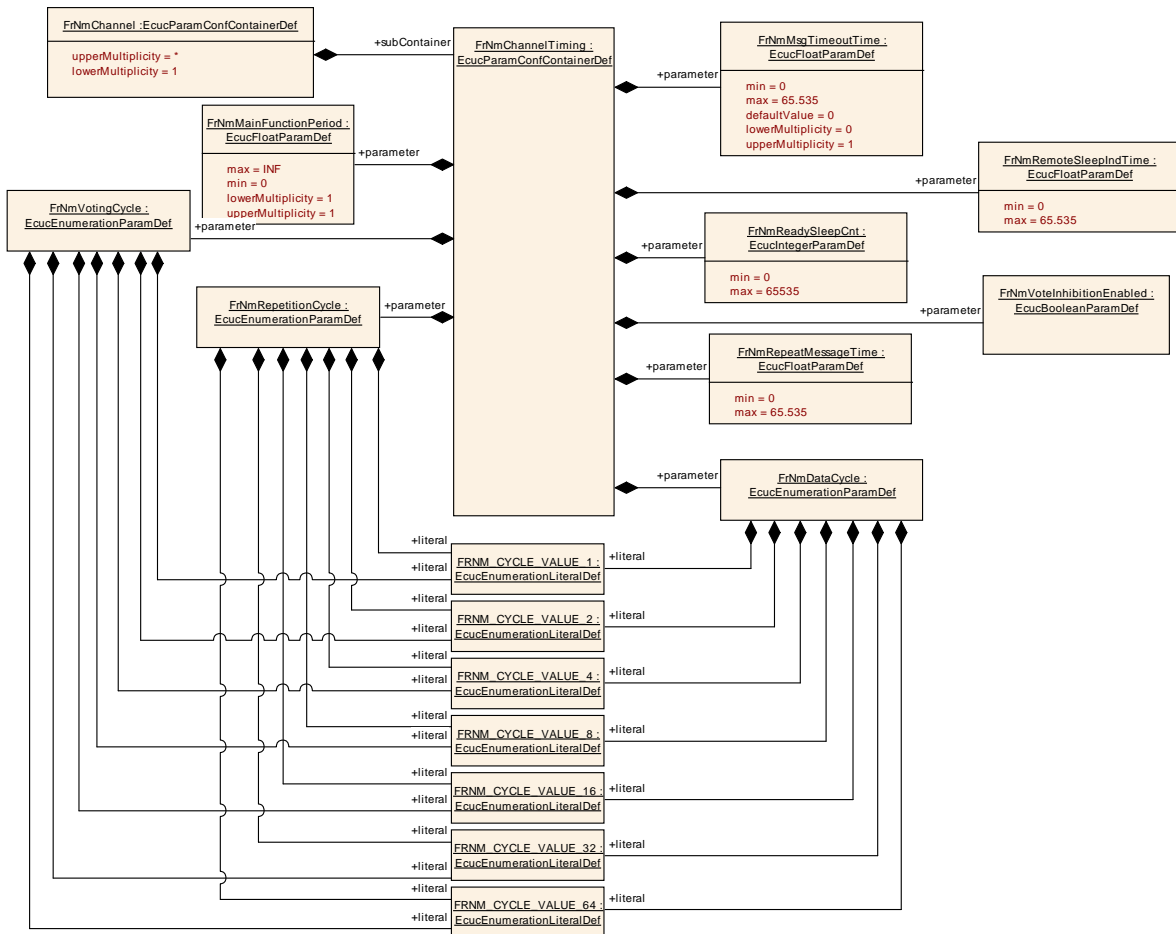 FrNmChannel :EcucParamConfContainerDef
upperMultiplicity = *
lowerMultiplicity = 1
+subContainer
FrNmChannelTiming :
EcucParamConfContainerDef
FrNmMsgTimeoutTime :
EcucFloatParamDef
min = 0
max = 65.535
defaultValue = 0
lowerMultiplicity = 0
upperMultiplicity = 1
+parameter
FrNmMainFunctionPeriod :
EcucFloatParamDef
max = INF
min = 0
lowerMultiplicity = 1
upperMultiplicity = 1
+parameter
FrNmRemoteSleepIndTime :
EcucFloatParamDef
min = 0
max = 65.535
+parameter
FrNmVotingCycle :
EcucEnumerationParamDef
+parameter
FrNmReadySleepCnt :
EcucIntegerParamDef
min = 0
max = 65535
+parameter
FrNmRepetitionCycle :
EcucEnumerationParamDef
+parameter
FrNmVoteInhibitionEnabled :
EcucBooleanParamDef
+parameter
FrNmRepeatMessageTime :
EcucFloatParamDef
min = 0
max = 65.535
+parameter
FrNmDataCycle :
EcucEnumerationParamDef
+parameter
+literal
+literal
FRNM_CYCLE_VALUE_1 :
EcucEnumerationLiteralDef
+literal
+literal
+literal
FRNM_CYCLE_VALUE_2 :
EcucEnumerationLiteralDef
+literal
+literal
+literal
FRNM_CYCLE_VALUE_4 :
EcucEnumerationLiteralDef
+literal
+literal
+literal
FRNM_CYCLE_VALUE_8 :
EcucEnumerationLiteralDef
+literal
+literal
+literal
FRNM_CYCLE_VALUE_16 :
EcucEnumerationLiteralDef
+literal
+literal
+literal
FRNM_CYCLE_VALUE_32 :
EcucEnumerationLiteralDef
+literal
+literal
+literal
FRNM_CYCLE_VALUE_64 :
EcucEnumerationLiteralDef
+literal